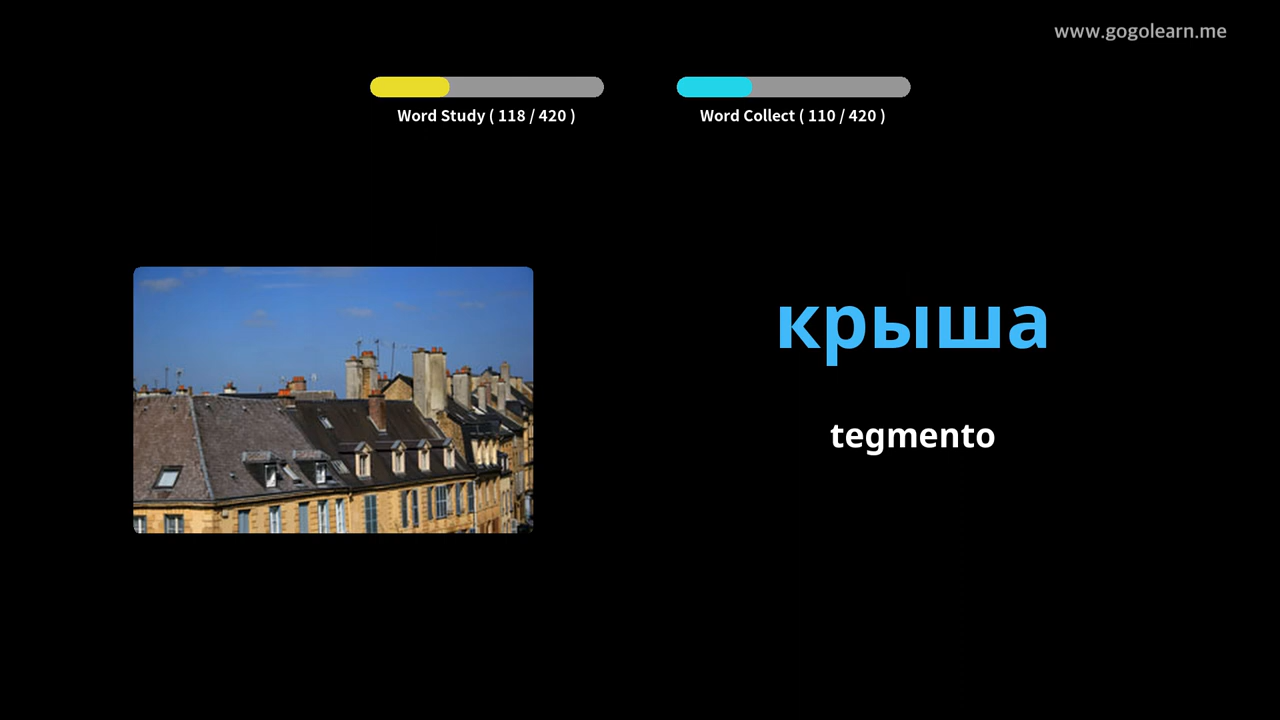 www.gogolearn.me
Word Study ( 118 / 420 )
Word Collect ( 110 / 420 )
крыша
tegmento